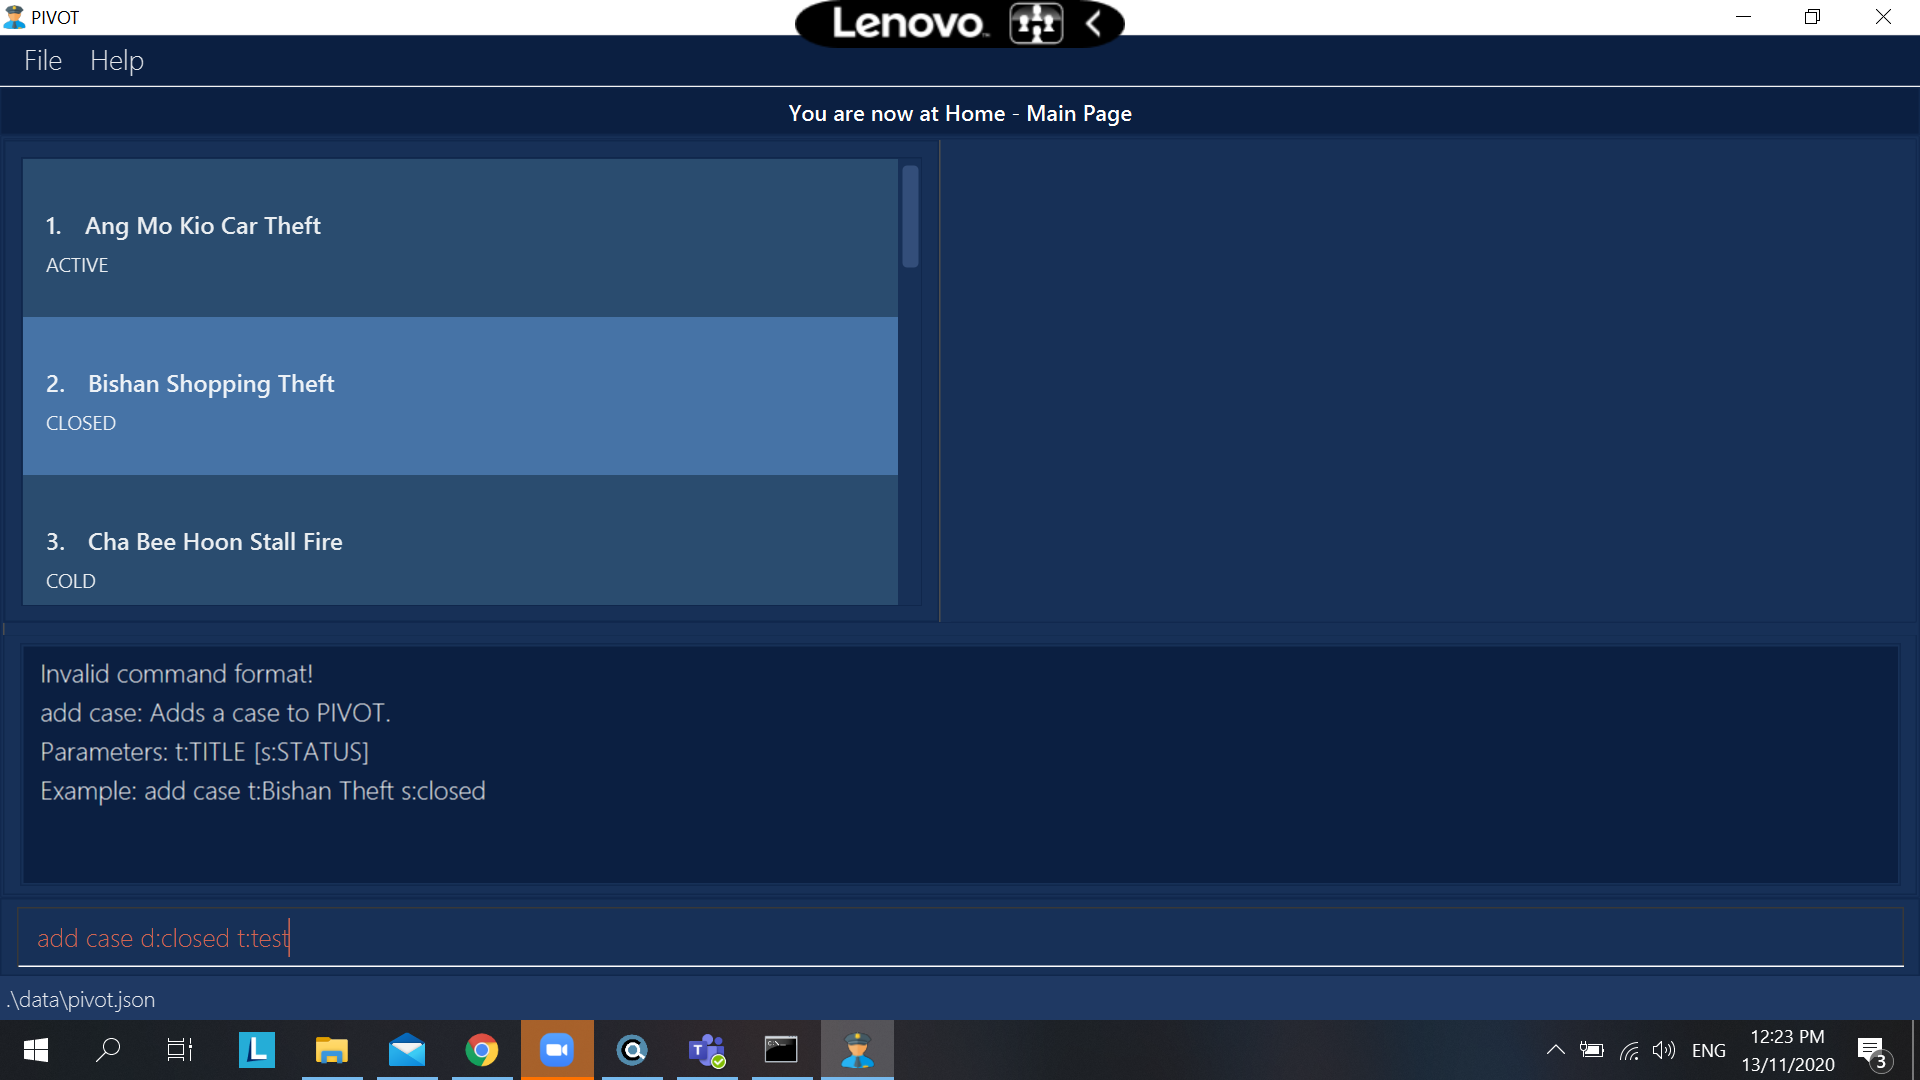 PIVOT
Lenovo
File Help
You are now at Home - Main Page
1. Ang Mo Kio Car Theft
ACTIVE
2. Bishan Shopping Theft
CLOSED
3. Cha Bee Hoon Stall Fire
COLD
Invalid command format!
add case: Adds a case to PIVOT.
Parameters: t:TITLE [s:STATUS]
Example: add case t:Bishan Theft s:closed
add case d:closed t:test
.\data\pivot.json
L
T
ENG
12:23 PM
13/11/2020
3